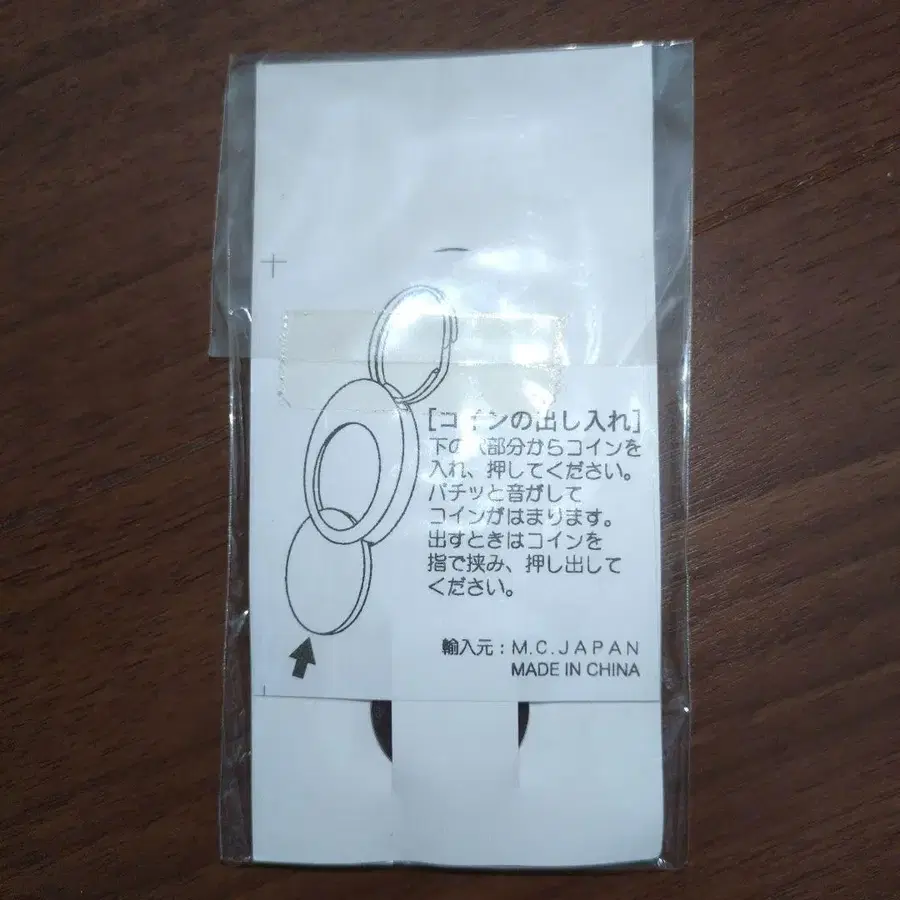 [コインの出し入れ]
下の穴部分からコインを
入れ、押してください。
パチッと音がして
コインがはまります。
出すときはコインを
指で挟み、押し出して
ください。
輸入元：M.C.JAPAN
MADE IN CHINA